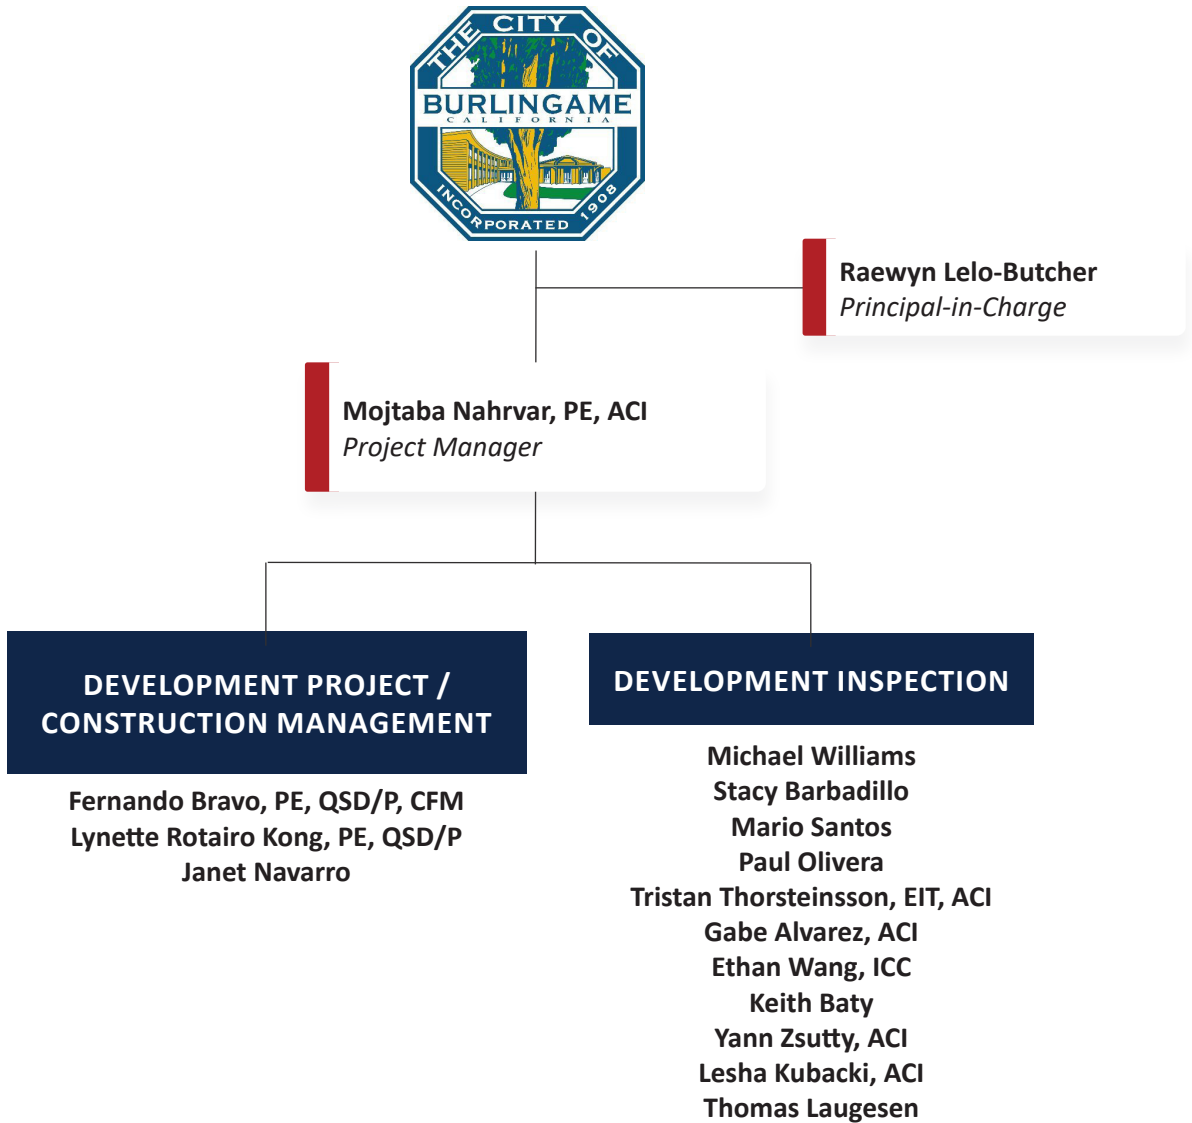 THE CITY OF
BURLINGAME
CALIFORNIA
INCORPORATED 1908
Raewyn Lelo-Butcher
Principal-in-Charge
Mojtaba Nahrvar, PE, ACI
Project Manager
DEVELOPMENT PROJECT /
CONSTRUCTION MANAGEMENT
Fernando Bravo, PE, QSD/P, CFM
Lynette Rotairo Kong, PE, QSD/P
Janet Navarro
DEVELOPMENT INSPECTION
Michael Williams
Stacy Barbadillo
Mario Santos
Paul Olivera
Tristan Thorsteinsson, EIT, ACI
Gabe Alvarez, ACI
Ethan Wang, ICC
Keith Baty
Yann Zsutty, ACI
Lesha Kubacki, ACI
Thomas Laugesen